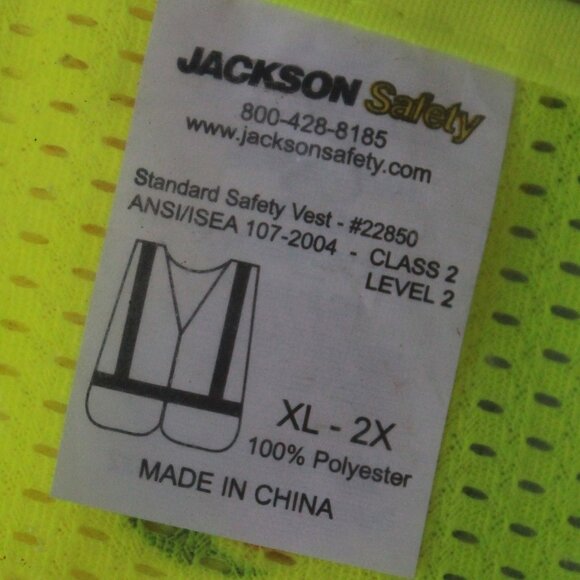 JACKSON Safety
800-428-8185
www.jacksonsafety.com
Standard Safety Vest - #22850
ANSI/ISEA 107-2004 - CLASS 2
LEVEL 2
XL - 2X
100% Polyester
MADE IN CHINA